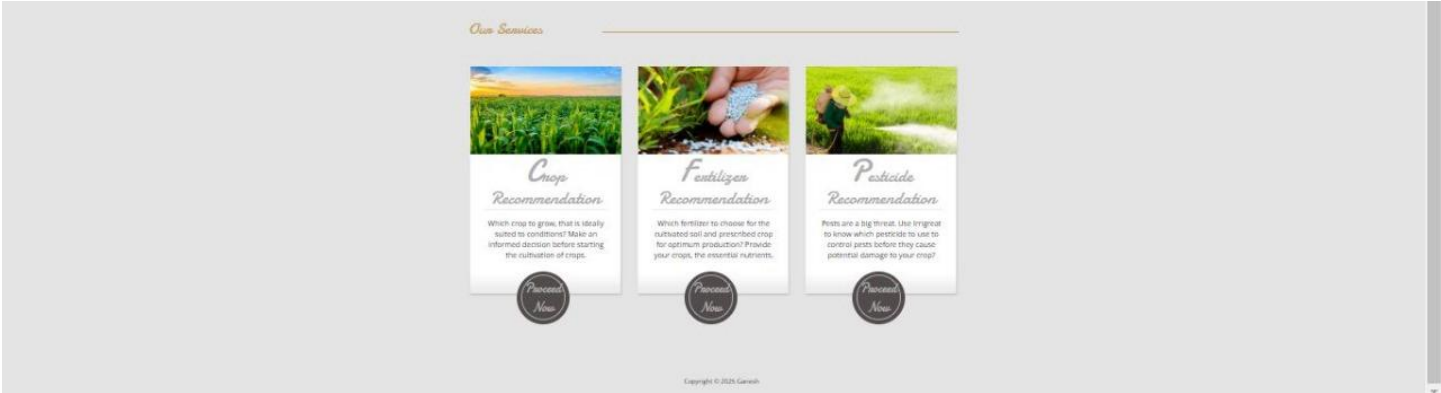 Our Services
Crop
Recommendation
Which crop to grow, that is ideally
suited to conditions? Make an
informed decision before starting
the cultivation of crops.
Proceed
Now
Fertilizer
Recommendation
Which fertilizer to choose for the
cultivated soil and prescribed crop
for optimum production? Provide
your crops, the essential nutrients.
Proceed
Now
Pesticide
Recommendation
Pests are a big threat. Use Irrigreat
to know which pesticide to use to
control pests before they cause
potential damage to your crop?
Proceed
Now
Copyright © 2025 Ganesh